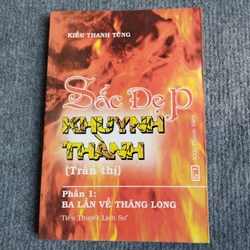 KIỀU THANH TÙNG
Sắc Đẹp
KHUYNH
THÀNH
(Trần thị)
Phần 1:
BA LẦN VỀ THĂNG LONG
Tiểu Thuyết Lịch Sử